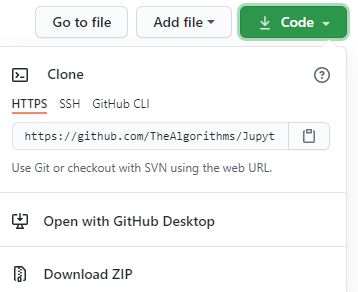 Go to file Add file Code
Clone
HTTPS SSH GitHub CLI
https://github.com/TheAlgorithms/Jupyt
Use Git or checkout with SVN using the web URL.
Open with GitHub Desktop
Download ZIP